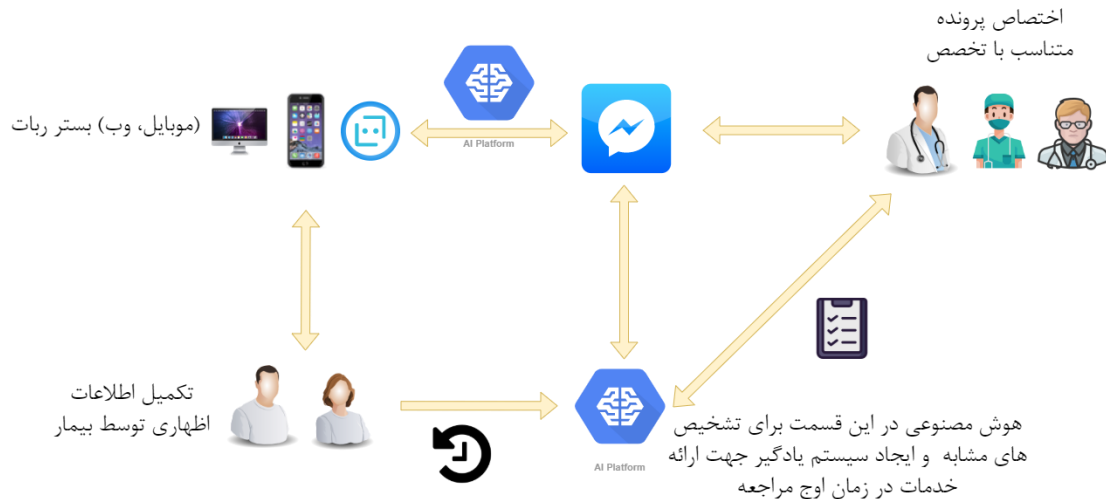 اختصاص پرونده
متناسب با تخصص
(موبایل، وب) بستر ربات
AI Platform
تکمیل اطلاعات
اظهاری توسط بیمار
AI Platform
هوش مصنوعی در این قسمت برای تشخیص
های مشابه و ایجاد سیستم یادگیر جهت ارائه
خدمات در زمان اوج مراجعه